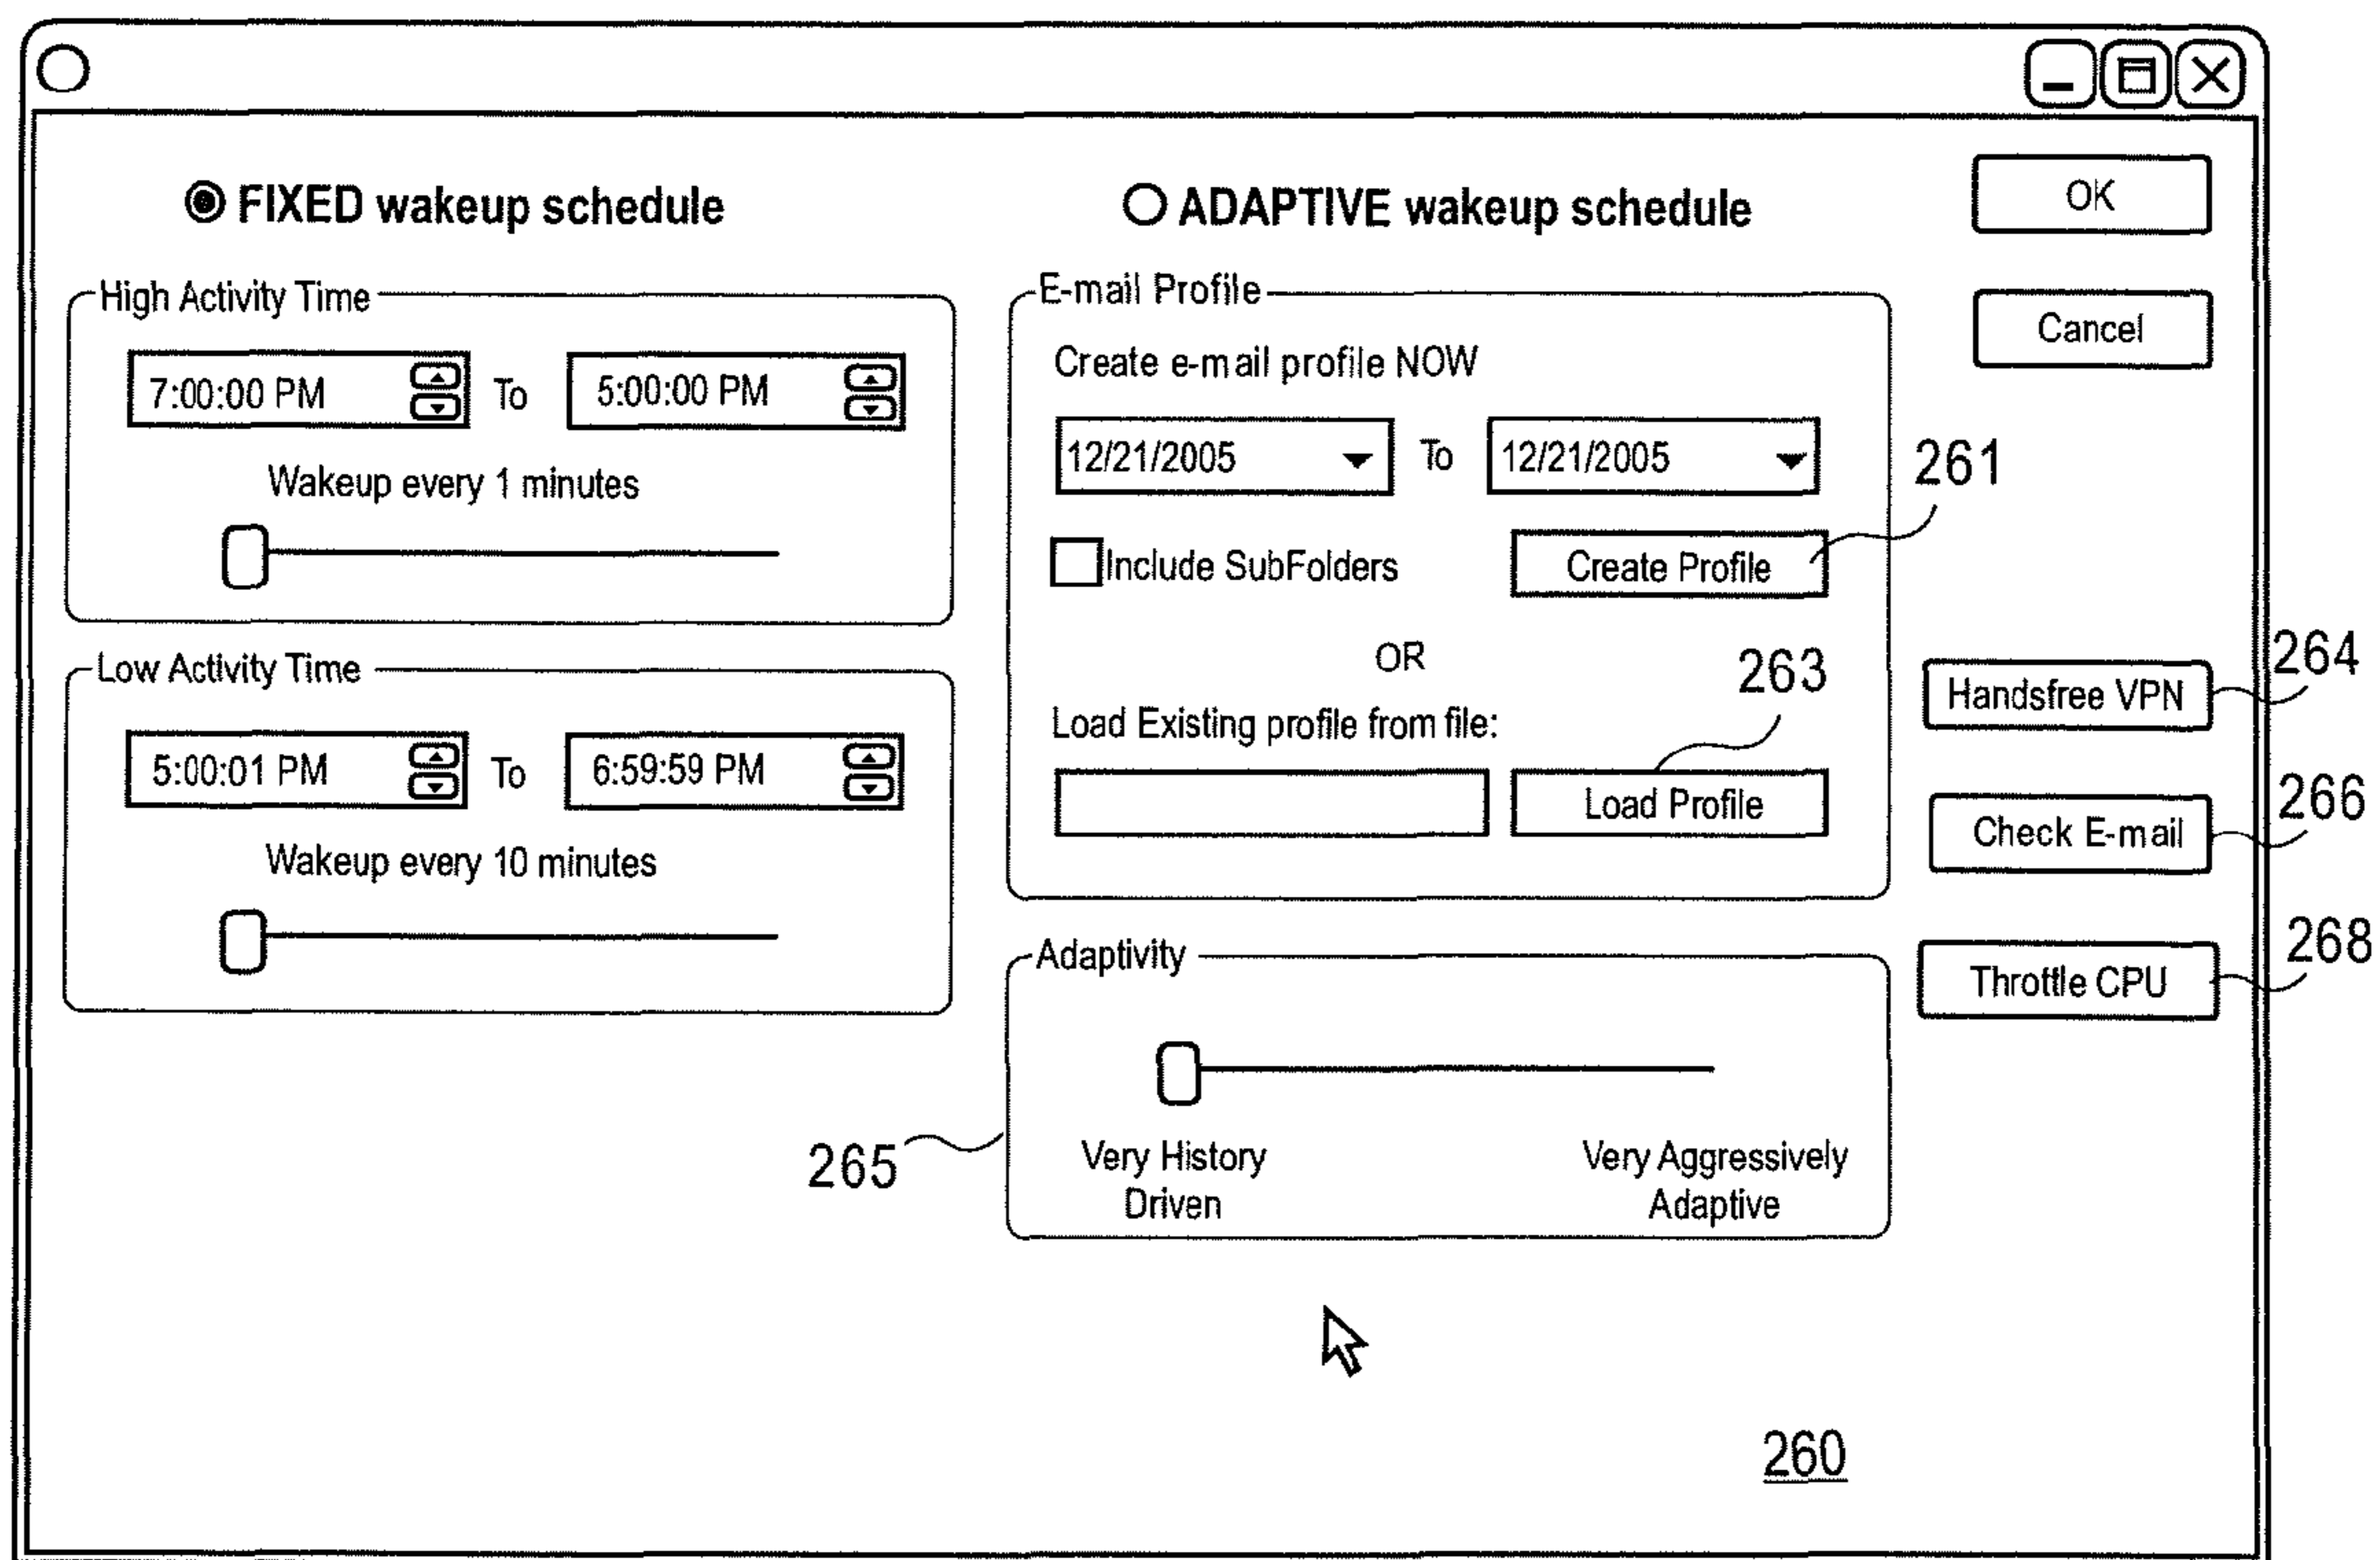 FIXED wakeup schedule
High Activity Time
7:00:00 PM To 5:00:00 PM
Wakeup every 1 minutes
Low Activity Time
5:00:01 PM To 6:59:59 PM
Wakeup every 10 minutes
ADAPTIVE wakeup schedule
E-mail Profile
Create e-mail profile NOW
12/21/2005 To 12/21/2005
Include SubFolders Create Profile
261
OR
263
Load Existing profile from file:
Load Profile
Adaptivity
265
Very History
Driven
Very Aggressively
Adaptive
OK
Cancel
Handsfree VPN
264
Check E-mail
266
Throttle CPU
268
260